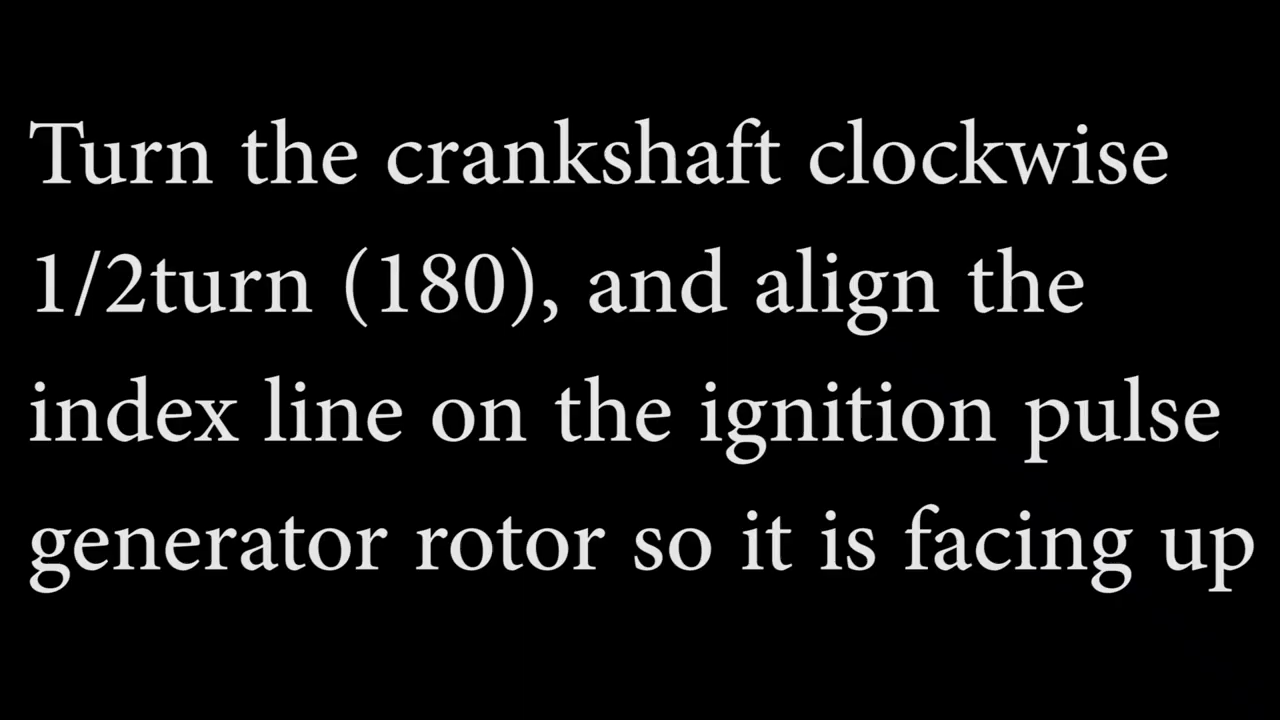 Turn the crankshaft clockwise
1/2turn (180), and align the
index line on the ignition pulse
generator rotor so it is facing up